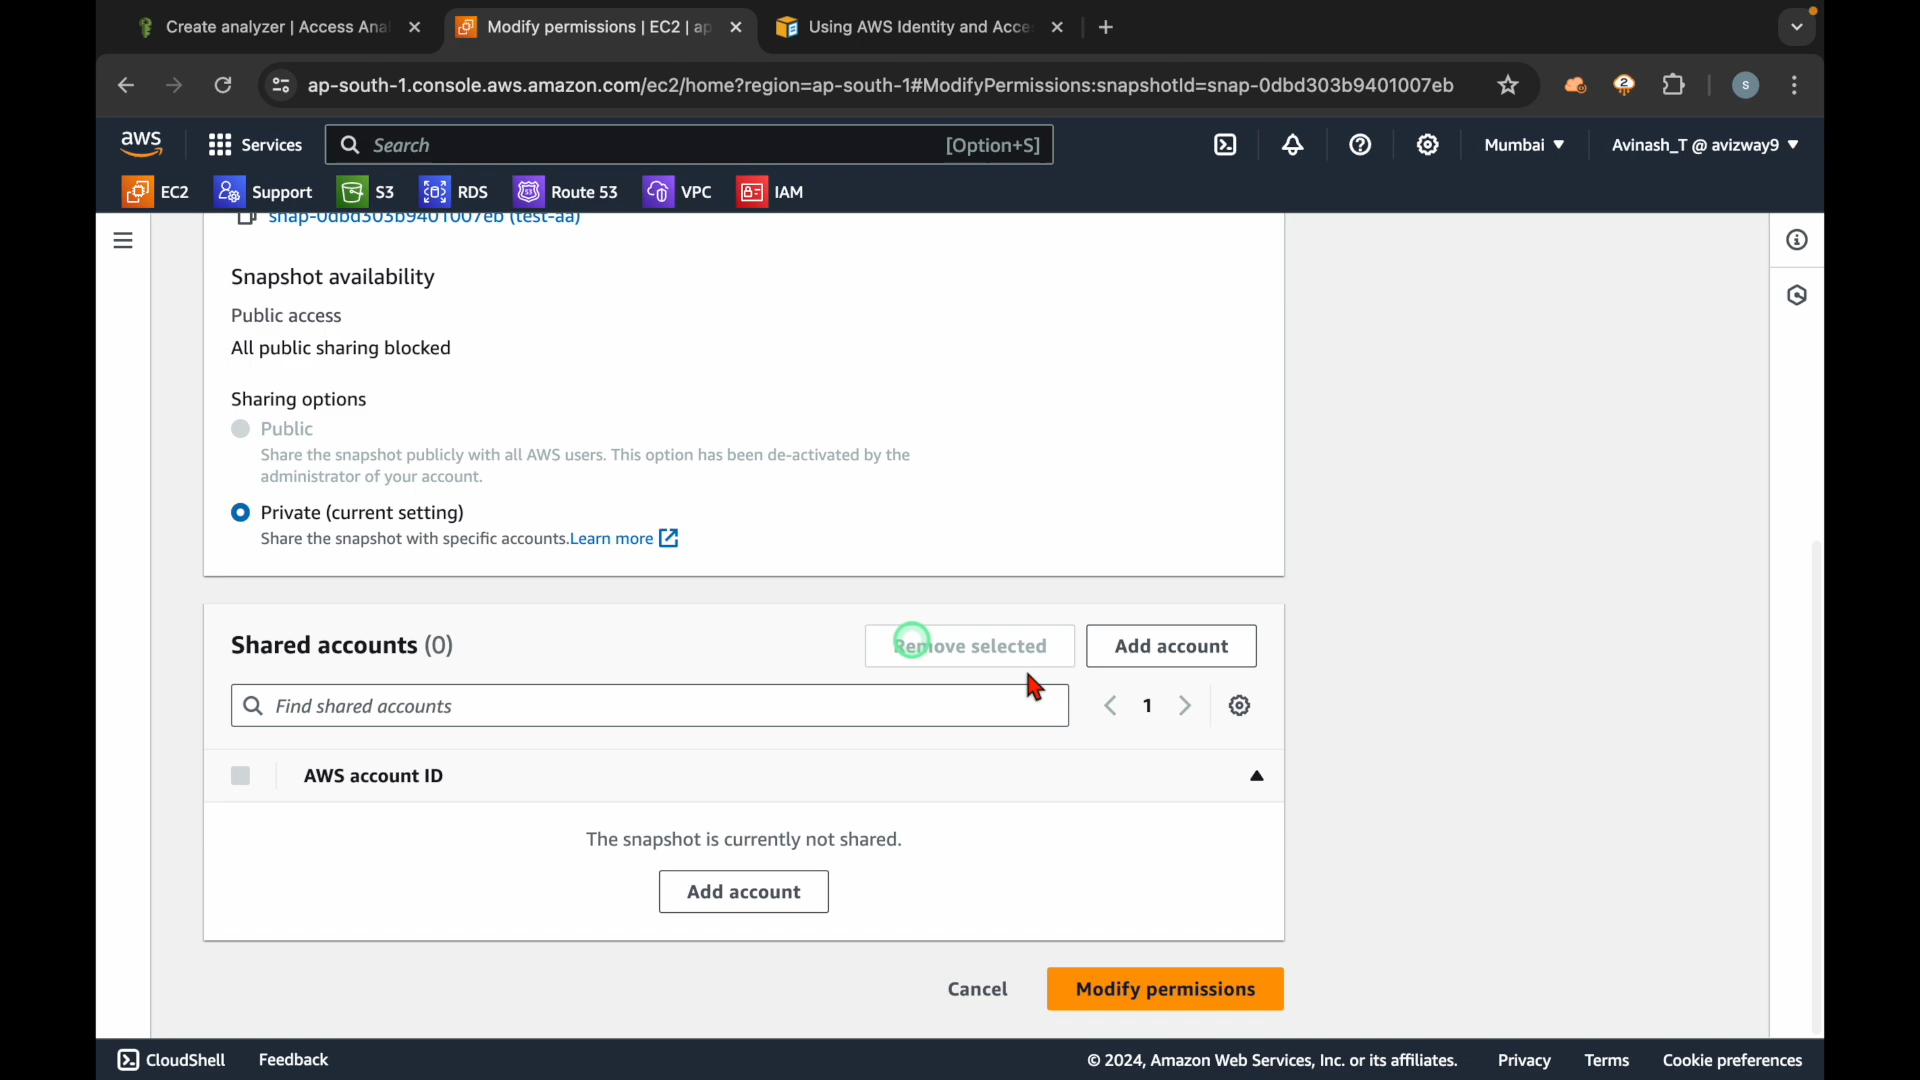 Create analyzer | Access Ana
Modify permissions | EC2 | ap
Using AWS Identity and Acce
ap-south-1.console.aws.amazon.com/ec2/home?region=ap-south-1#ModifyPermissions:snapshotId=snap-0dbd303b9401007eb
2
s
aws
Services
Search
[Option+S]
Mumbai
Avinash_T @ avizway9
EC2
Support
S3
RDS
Route 53
VPC
IAM
snap-0dbd303b9401007eb (test-aa)
Snapshot availability
Public access
All public sharing blocked
Sharing options
Public
Share the snapshot publicly with all AWS users. This option has been de-activated by the
administrator of your account.
Private (current setting)
Share the snapshot with specific accounts.Learn more
Shared accounts (0)
Remove selected
Add account
Find shared accounts
1
AWS account ID
The snapshot is currently not shared.
Add account
Cancel
Modify permissions
CloudShell
Feedback
© 2024, Amazon Web Services, Inc. or its affiliates.
Privacy
Terms
Cookie preferences